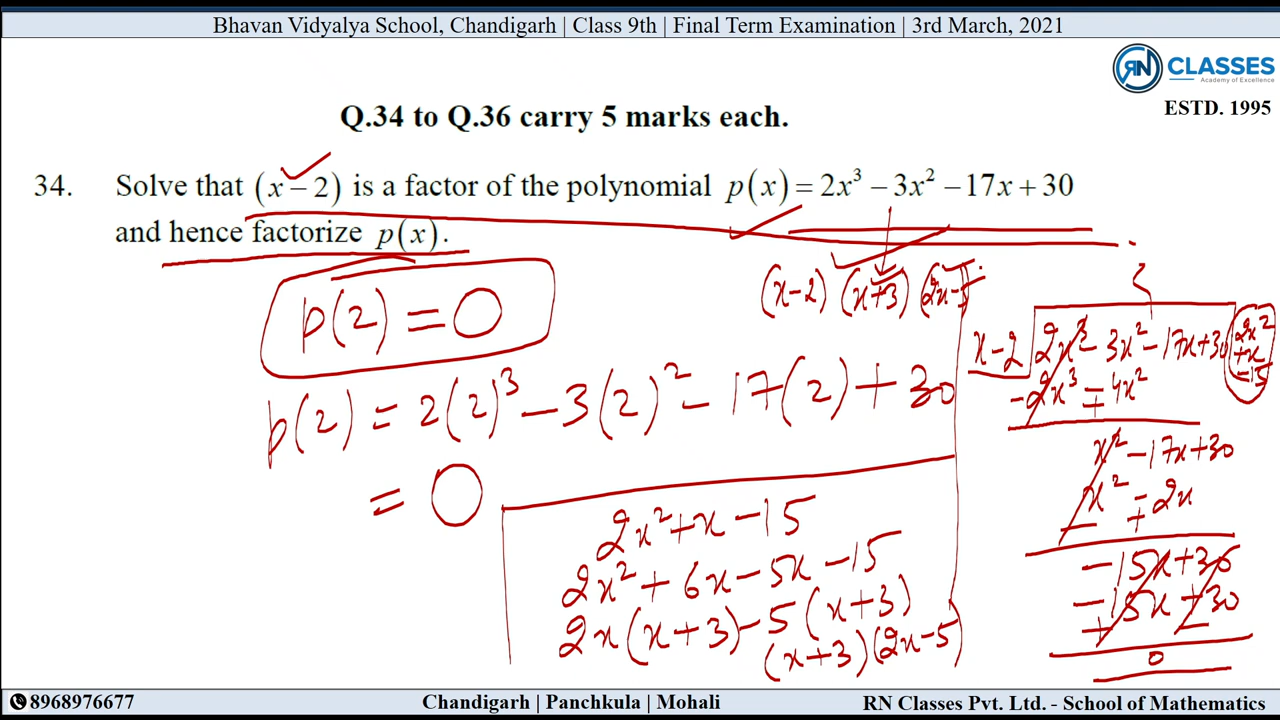 Bhavan Vidyalya School, Chandigarh | Class 9th | Final Term Examination | 3rd March, 2021
RN CLASSES
Academy of Excellence
ESTD. 1995
Q.34 to Q.36 carry 5 marks each.
34. Solve that (x – 2) is a factor of the polynomial p(x) = 2x³ – 3x² – 17x + 30
and hence factorize p(x).
(x-2) (x+3) (2x-
p(2) = 0
p(2) = 2(2)³ - 3(2)² - 17(2) + 30
= 0
2x²+x-15
2x² + 6x - 5x - 15
2x(x+3) - 5(x+3)
(x+3)(2x-5)
x-2
2x³ - 3x² - 17x+30
2x²
+x
-15
2x³ - 4x²
- +
x² - 17x+30
x² - 2x
- +
-15x+30
-15x+30
+ -
0
8968976677
Chandigarh | Panchkula | Mohali
RN Classes Pvt. Ltd. - School of Mathematics